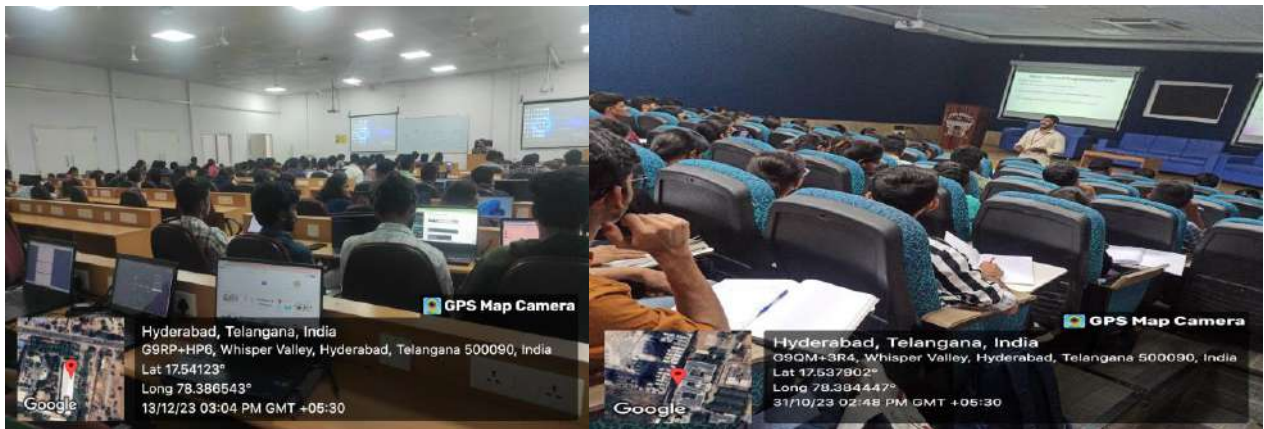 GPS Map Camera
Hyderabad, Telangana, India
G9RP+HP6, Whisper Valley, Hyderabad, Telangana 500090, India
Lat 17.54123°
Long 78.386543°
13/12/23 03:04 PM GMT +05:30
Google
GPS Map Camera
Hyderabad, Telangana, India
G9QM+3R4, Whisper Valley, Hyderabad, Telangana 500090, India
Lat 17.537902°
Long 78.384447°
31/10/23 02:48 PM GMT +05:30
Google